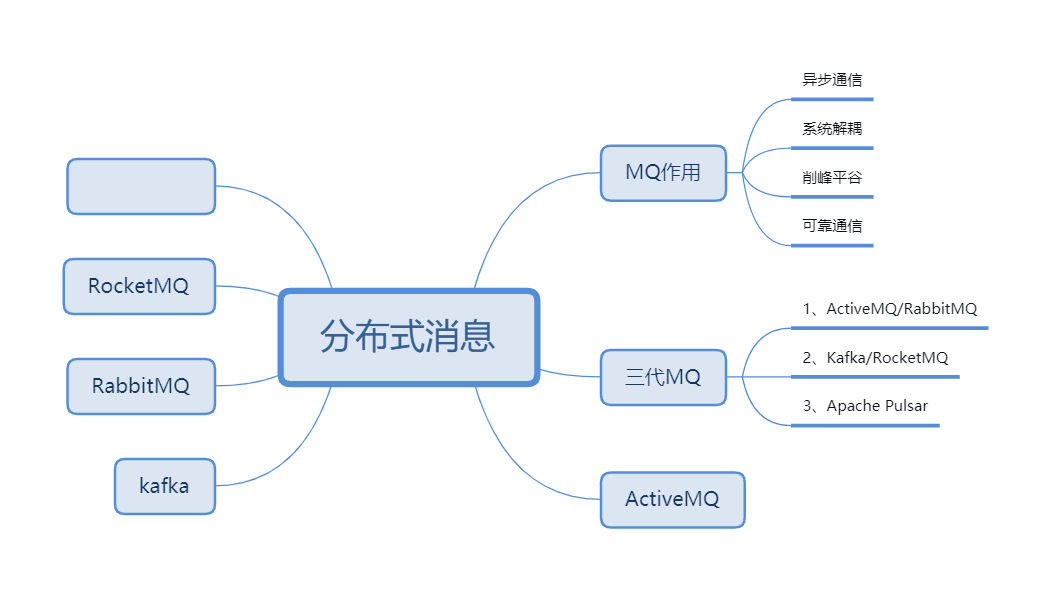 分布式消息
MQ作用
异步通信
系统解耦
削峰平谷
可靠通信
三代MQ
1、ActiveMQ/RabbitMQ
2、Kafka/RocketMQ
3、Apache Pulsar
ActiveMQ
kafka
RabbitMQ
RocketMQ